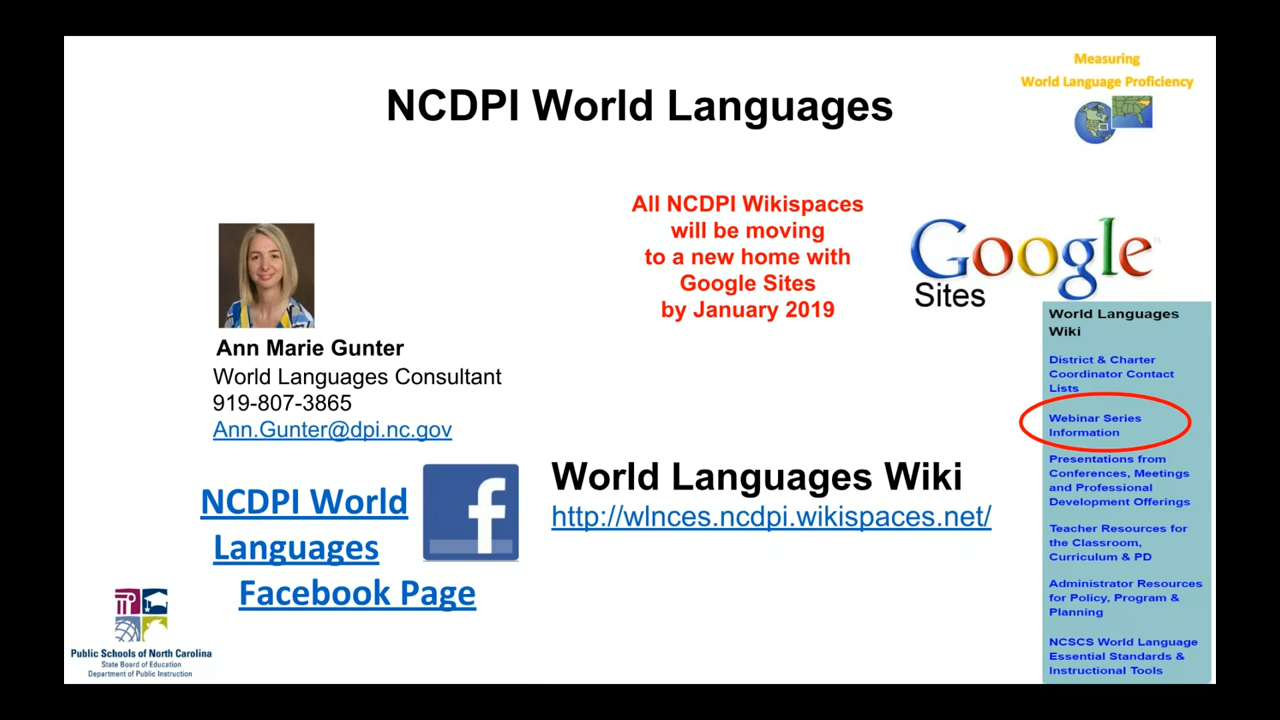 Measuring
World Language Proficiency
NCDPI World Languages
All NCDPI Wikispaces
will be moving
to a new home with
Google Sites
by January 2019
Google™
Sites
Ann Marie Gunter
World Languages Consultant
919-807-3865
Ann.Gunter@dpi.nc.gov
NCDPI World
Languages
Facebook Page
f
World Languages Wiki
http://wlnces.ncdpi.wikispaces.net/
World Languages
Wiki
District & Charter
Coordinator Contact
Lists
Webinar Series
Information
Presentations from
Conferences, Meetings
and Professional
Development Offerings
Teacher Resources for
the Classroom,
Curriculum & PD
Administrator Resources
for Policy, Program &
Planning
NCSCS World Language
Essential Standards &
Instructional Tools
Public Schools of North Carolina
State Board of Education
Department of Public Instruction